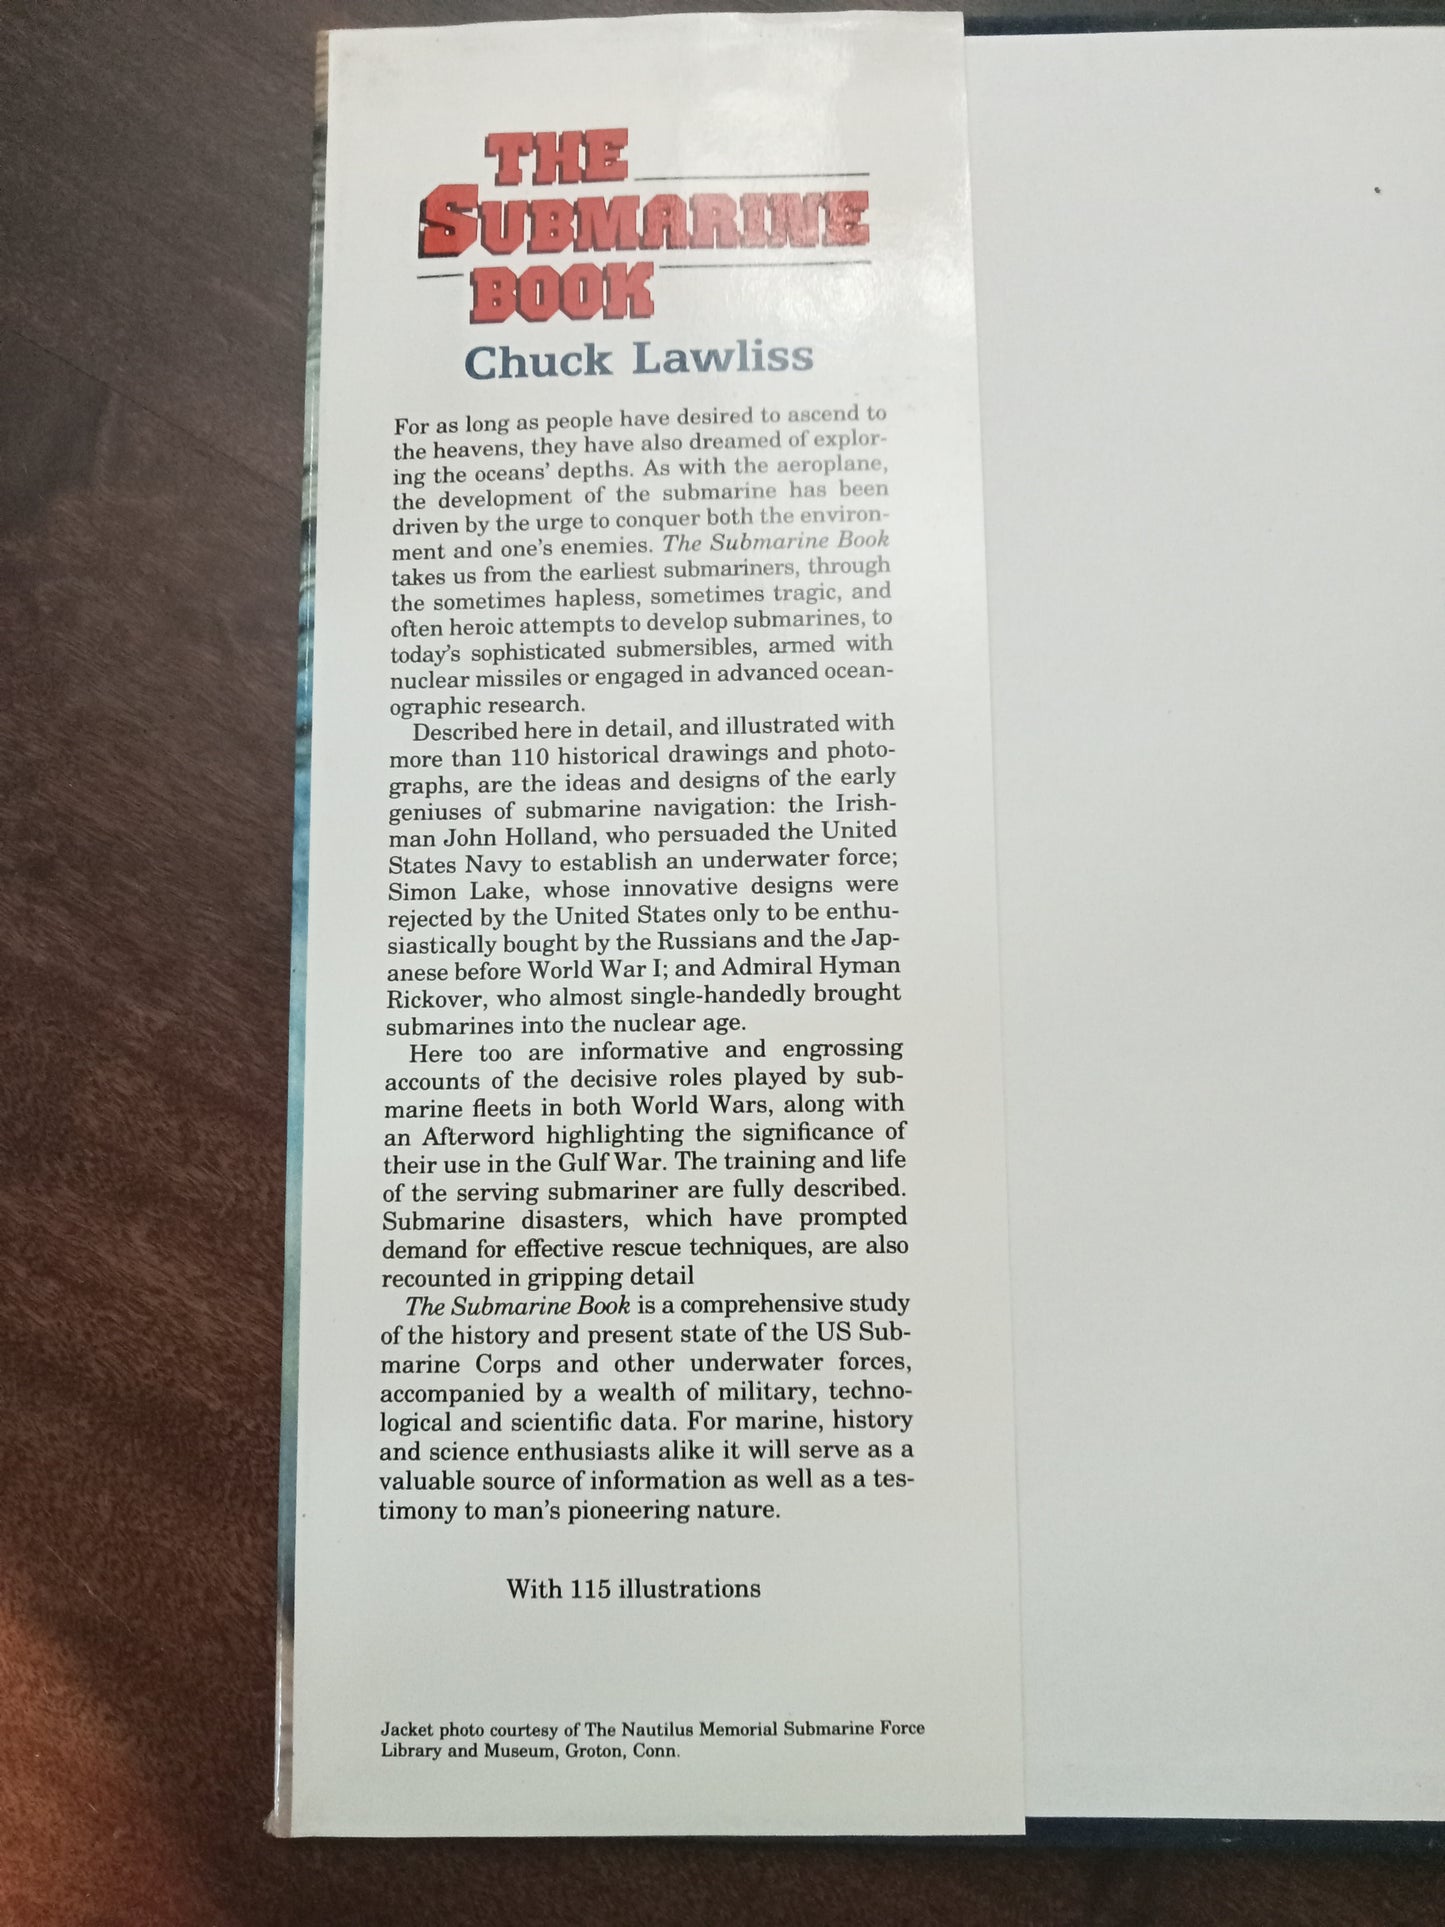 THE
SUBMARINE
BOOK
Chuck Lawliss
For as long as people have desired to ascend to
the heavens, they have also dreamed of explor-
ing the oceans' depths. As with the aeroplane,
the development of the submarine has been
driven by the urge to conquer both the environ-
ment and one's enemies. The Submarine Book
takes us from the earliest submariners, through
the sometimes hapless, sometimes tragic, and
often heroic attempts to develop submarines, to
today's sophisticated submersibles, armed with
nuclear missiles or engaged in advanced ocean-
ographic research.
Described here in detail, and illustrated with
more than 110 historical drawings and photo-
graphs, are the ideas and designs of the early
geniuses of submarine navigation: the Irish-
man John Holland, who persuaded the United
States Navy to establish an underwater force;
Simon Lake, whose innovative designs were
rejected by the United States only to be enthu-
siastically bought by the Russians and the Jap-
anese before World War I; and Admiral Hyman
Rickover, who almost single-handedly brought
submarines into the nuclear age.
Here too are informative and engrossing
accounts of the decisive roles played by sub-
marine fleets in both World Wars, along with
an Afterword highlighting the significance of
their use in the Gulf War. The training and life
of the serving submariner are fully described.
Submarine disasters, which have prompted
demand for effective rescue techniques, are also
recounted in gripping detail
The Submarine Book is a comprehensive study
of the history and present state of the US Sub-
marine Corps and other underwater forces,
accompanied by a wealth of military, techno-
logical and scientific data. For marine, history
and science enthusiasts alike it will serve as a
valuable source of information as well as a tes-
timony to man's pioneering nature.
With 115 illustrations
Jacket photo courtesy of The Nautilus Memorial Submarine Force
Library and Museum, Groton, Conn.